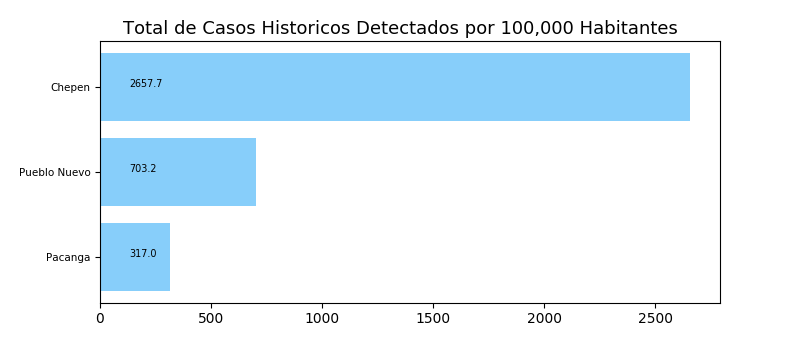 Total de Casos Historicos Detectados por 100,000 Habitantes
Chepen
2657.7
Pueblo Nuevo
703.2
Pacanga
317.0
0 500 1000 1500 2000 2500